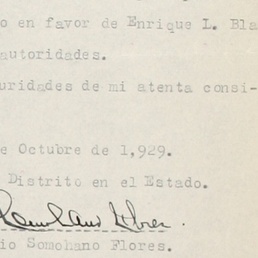 o en favor de Enrique L. Bla
autoridades.
uridades de mi atenta consi-
e Octubre de 1,929.
Distrito en el Estado.
io Somohano Flores.